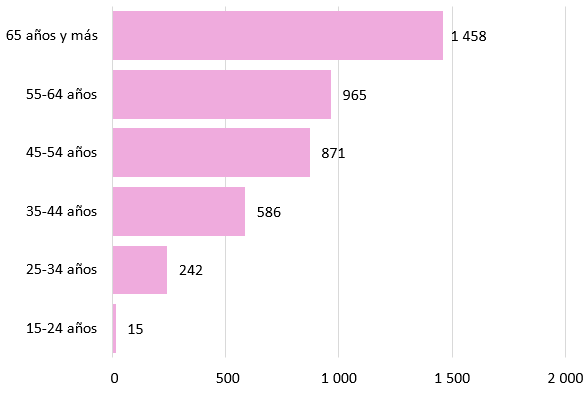 65 años y más 1 458
55-64 años 965
45-54 años 871
35-44 años 586
25-34 años 242
15-24 años 15
0 500 1 000 1 500 2 000